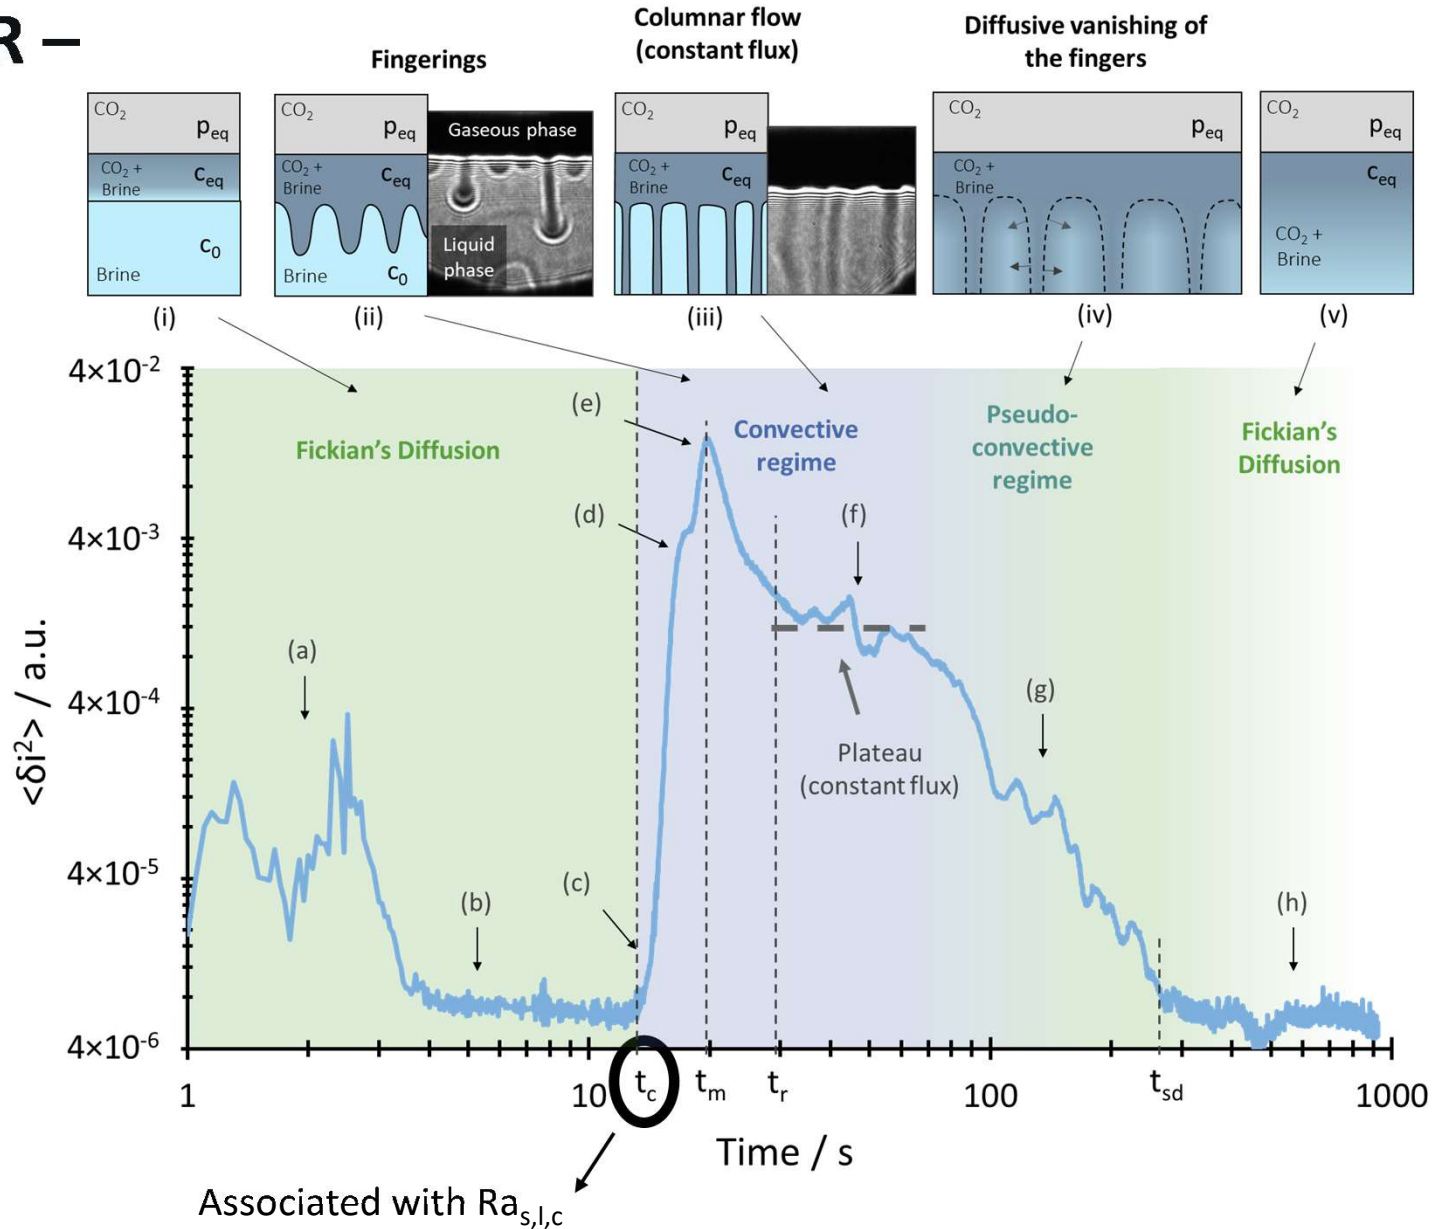 R –
Fingerings
Columnar flow
(constant flux)
Diffusive vanishing of
the fingers
CO2
peq
CO2 +
Brine
ceq
c0
Brine
(i)
CO2
peq
CO2 +
Brine
ceq
Brine
c0
Gaseous phase
Liquid
phase
(ii)
CO2
peq
CO2 +
Brine
ceq
(iii)
CO2
peq
CO2 +
Brine
(iv)
CO2
peq
ceq
CO2 +
Brine
(v)
<δi²> / a.u.
4×10⁻²
4×10⁻³
4×10⁻⁴
4×10⁻⁵
4×10⁻⁶
Fickian's Diffusion
Convective
regime
Pseudo-
convective
regime
Fickian's
Diffusion
(a)
(b)
(c)
(d)
(e)
(f)
(g)
(h)
Plateau
(constant flux)
1
10
tc
tm
tr
100
tsd
1000
Time / s
Associated with Ras,l,c